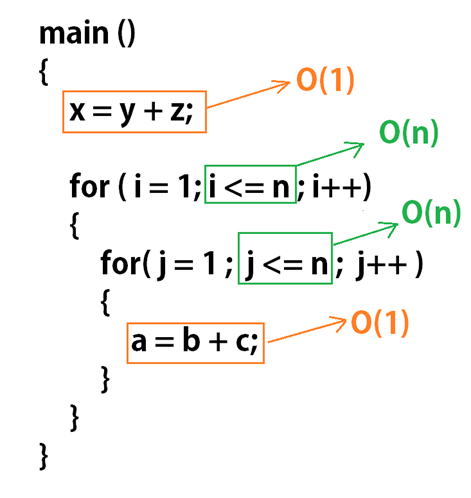 main ()
{
x = y + z; O(1)
O(n)
for ( i = 1; i <= n ; i++)
{ O(n)
for( j = 1 ; j <= n ; j++ )
{
a = b + c; O(1)
}
}
}